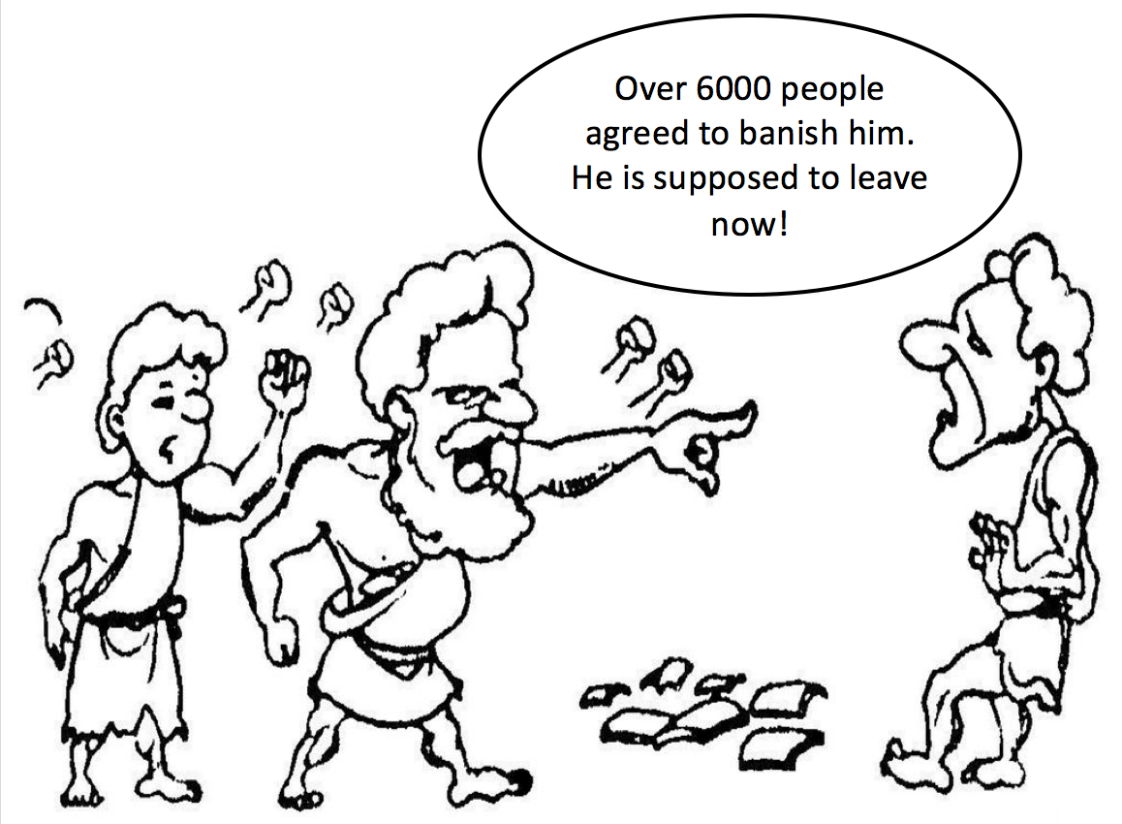 Over 6000 people
agreed to banish him.
He is supposed to leave
now!